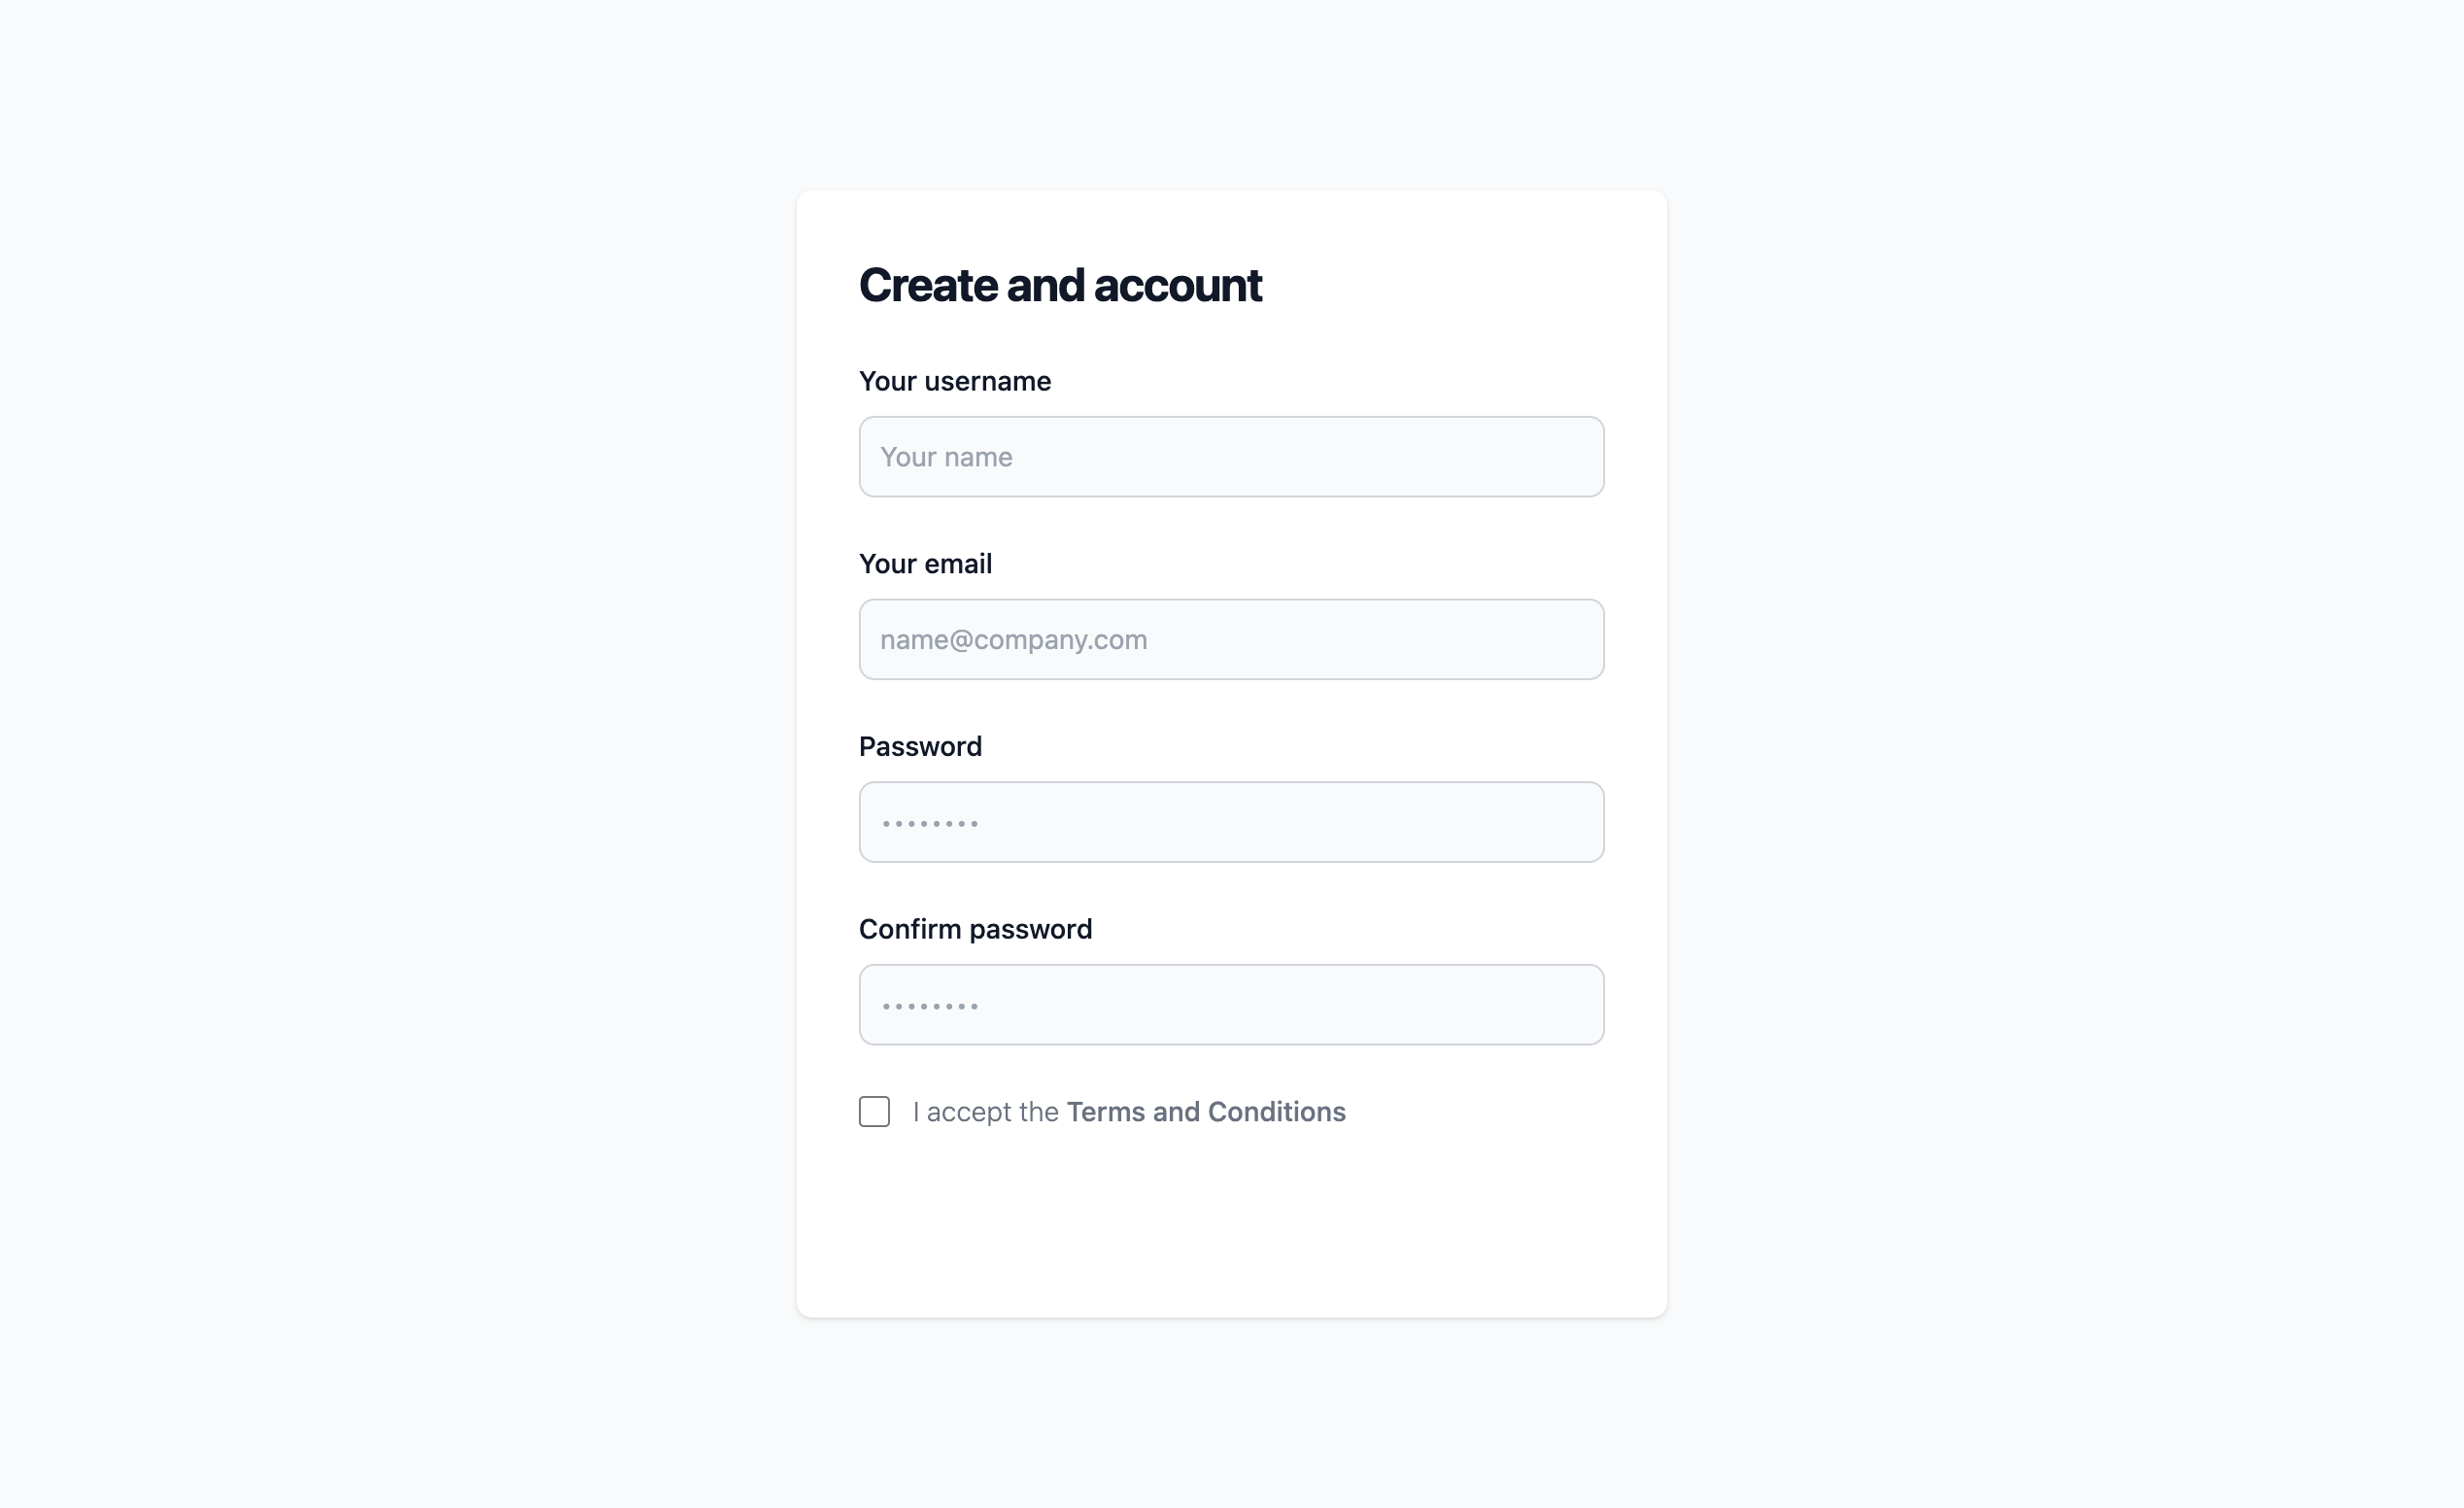 Create and account
Your username
Your name
Your email
name@company.com
Password
••••••••
Confirm password
••••••••
I accept the Terms and Conditions